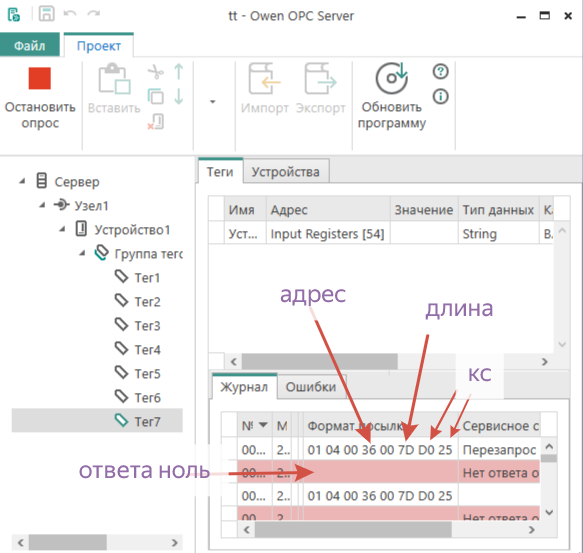 tt - Owen OPC Server
Файл
Проект
Остановить
опрос
Вставить
Импорт
Экспорт
Обновить
программу
Сервер
Узел1
Устройство1
Группа тегс
Тег1
Тег2
Тег3
Тег4
Тег5
Тег6
Тег7
Теги
Устройства
Имя Адрес Значение Тип данных
Уст... Input Registers [54] String В.
адрес
длина
кс
Журнал
Ошибки
№ М Формат посылк Сервисное с
00... 2.. 01 04 00 36 00 7D D0 25 Перезапрос
ответа ноль
00... 2.. Нет ответа о
00... 2.. 01 04 00 36 00 7D D0 25
00 2 Нет ответа о